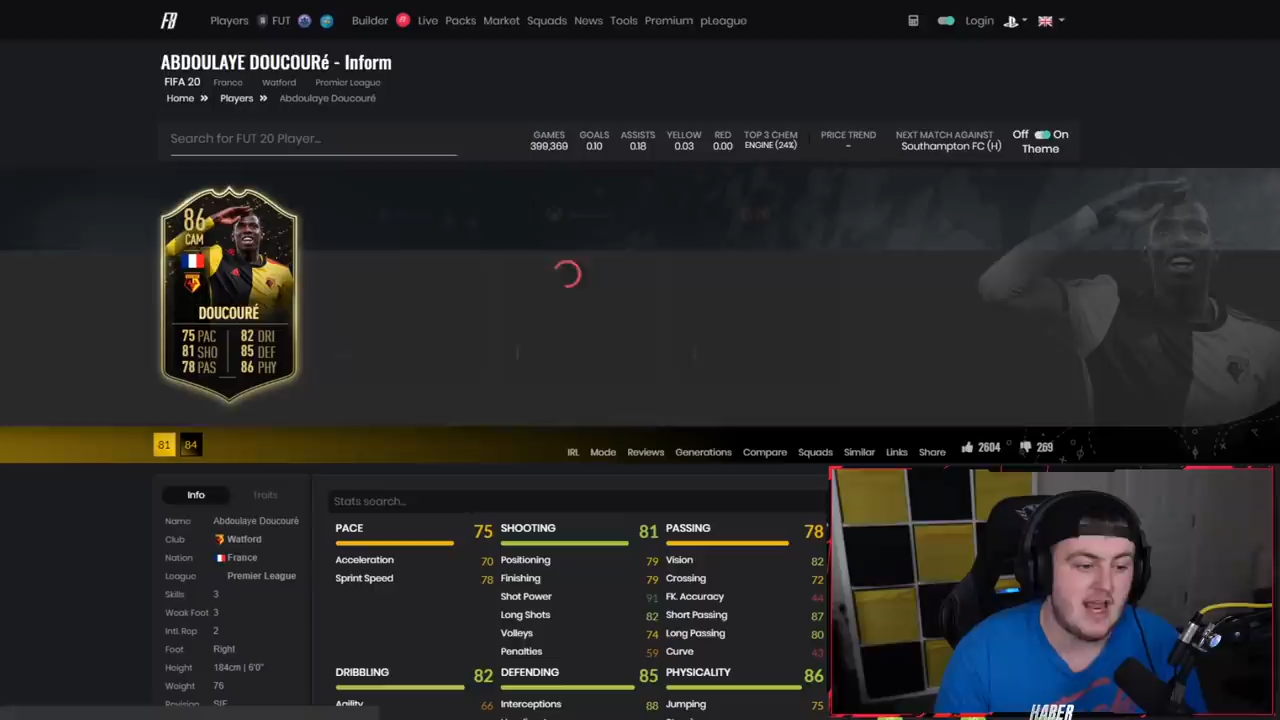 FB Players FUT Builder Live Packs Market Squads News Tools Premium pLeague Login
ABDOULAYE DOUCOURé - Inform
FIFA 20 France Watford Premier League
Home » Players » Abdoulaye Doucouré
Search for FUT 20 Player...
GAMES GOALS ASSISTS YELLOW RED TOP 3 CHEM PRICE TREND NEXT MATCH AGAINST Off On
399,369 0.10 0.18 0.03 0.00 ENGINE (24%) - Southampton FC (H) Theme
86
CAM
DOUCOURÉ
75 PAC 82 DRI
81 SHO 85 DEF
78 PAS 86 PHY
81 84
IRL Mode Reviews Generations Compare Squads Similar Links Share 2604 269
Info Traits
Name Abdoulaye Doucouré
Club Watford
Nation France
League Premier League
Skills 3
Weak Foot 3
Intl. Rep 2
Foot Right
Height 184cm | 6'0"
Weight 76
Revision SIF
Stats search...
PACE 75
Acceleration 70
Sprint Speed 78
SHOOTING 81
Positioning 79
Finishing 79
Shot Power 91
Long Shots 82
Volleys 74
Penalties 59
PASSING 78
Vision 82
Crossing 72
FK. Accuracy 44
Short Passing 87
Long Passing 80
Curve 43
DRIBBLING 82
Agility 66
DEFENDING 85
Interceptions 88
PHYSICALITY 86
Jumping 75
HABER